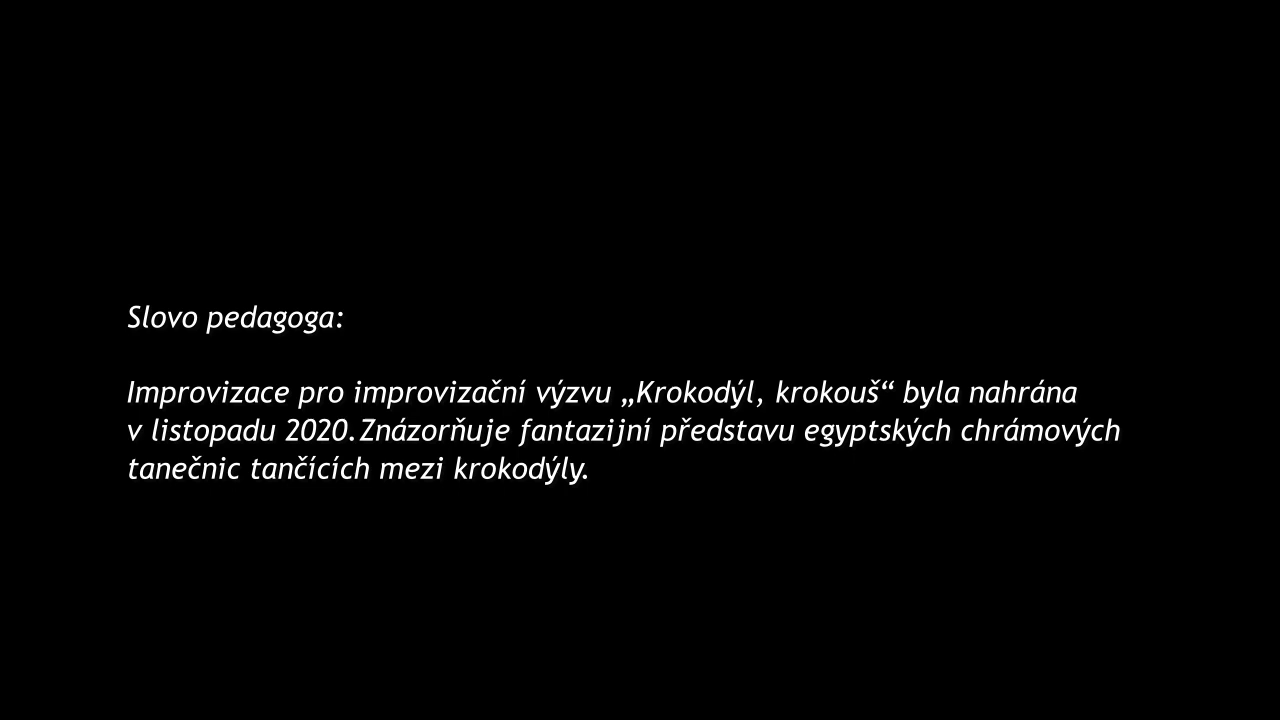 Slovo pedagoga:
Improvizace pro improvizační výzvu „Krokodýl, krokouš“ byla nahrána
v listopadu 2020. Znázorňuje fantazijní představu egyptských chrámových
tanečnic tančících mezi krokodýly.